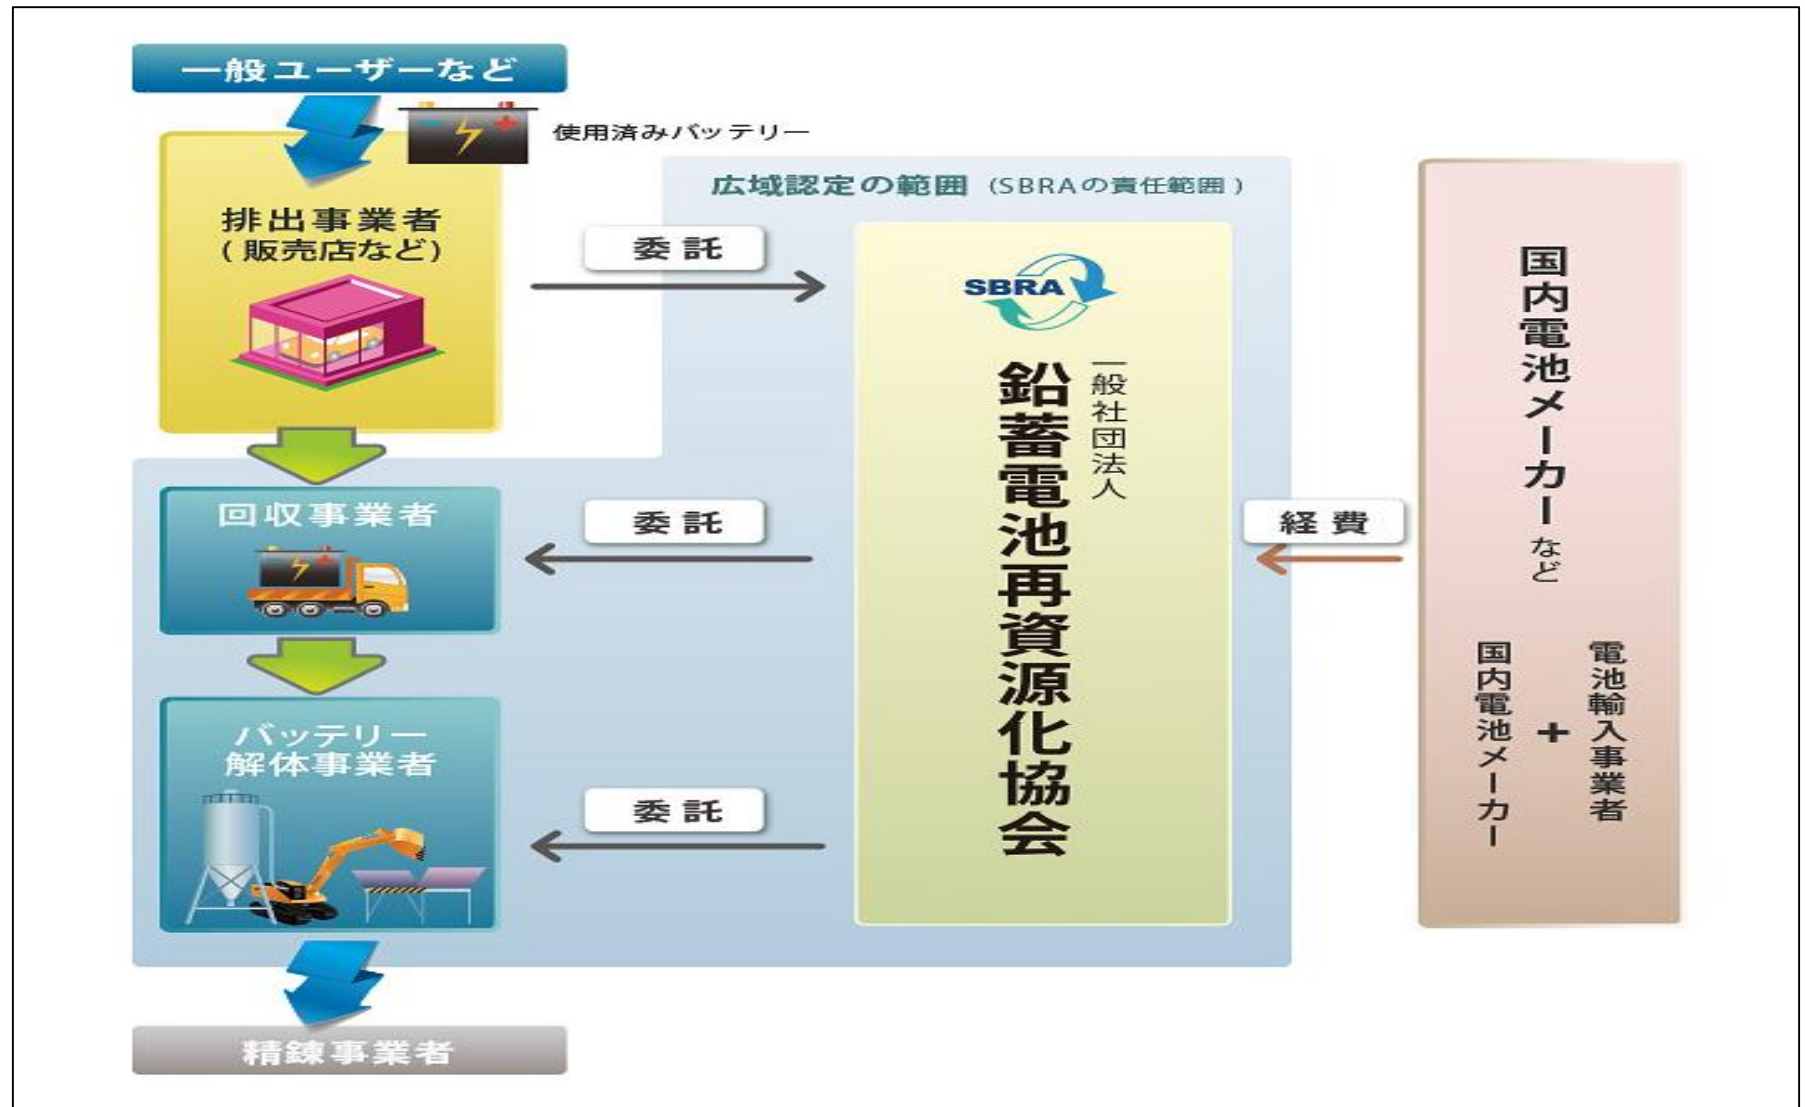 一般ユーザーなど
使用済みバッテリー
排出事業者
(販売店など)
広域認定の範囲 (SBRAの責任範囲)
委託
SBRA
一般社団法人
鉛蓄電池再資源化協会
回収事業者
委託
経費
国内電池メーカーなど
電池輸入事業者
+
国内電池メーカー
バッテリー
解体事業者
委託
精錬事業者